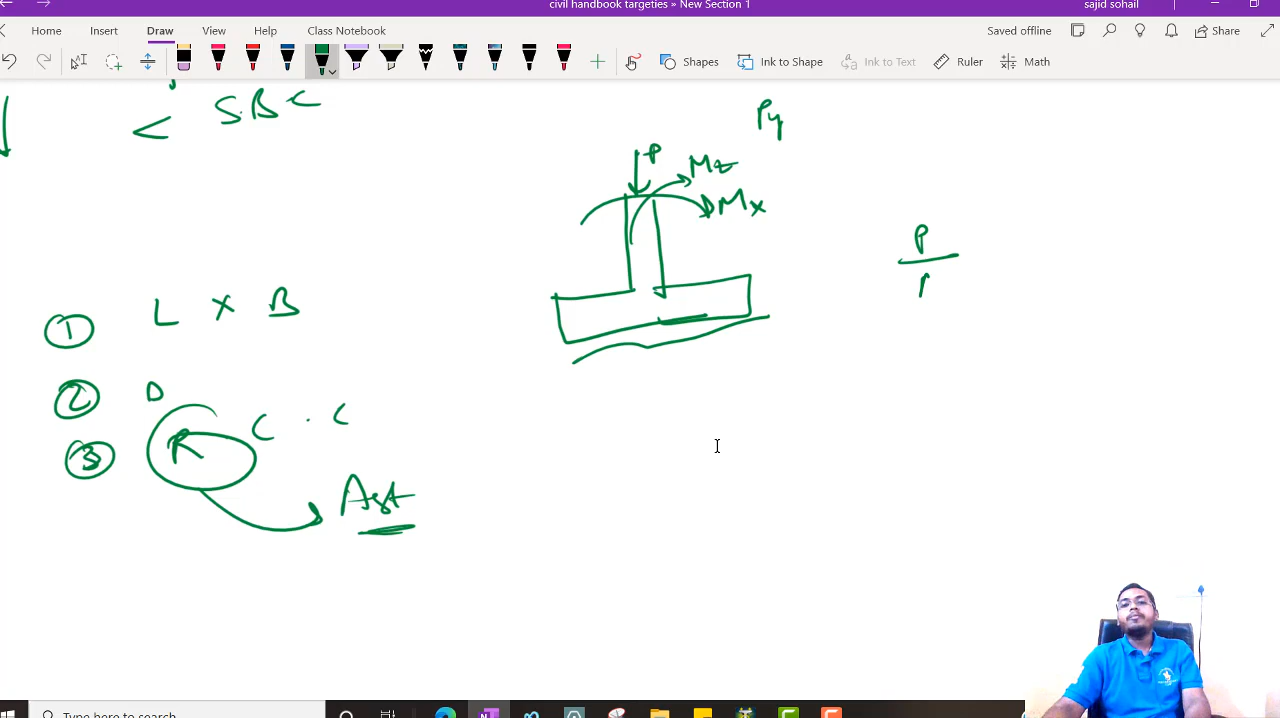 civil handbook targeties » New Section 1
sajid sohail
Home Insert Draw View Help Class Notebook
Saved offline
Share
Shapes
Ink to Shape
Ink to Text
Ruler
Math
< S.B.C
Py
P
Mz
Mx
P
① L x B
② D
③ R C . C
Ast
Type here to search